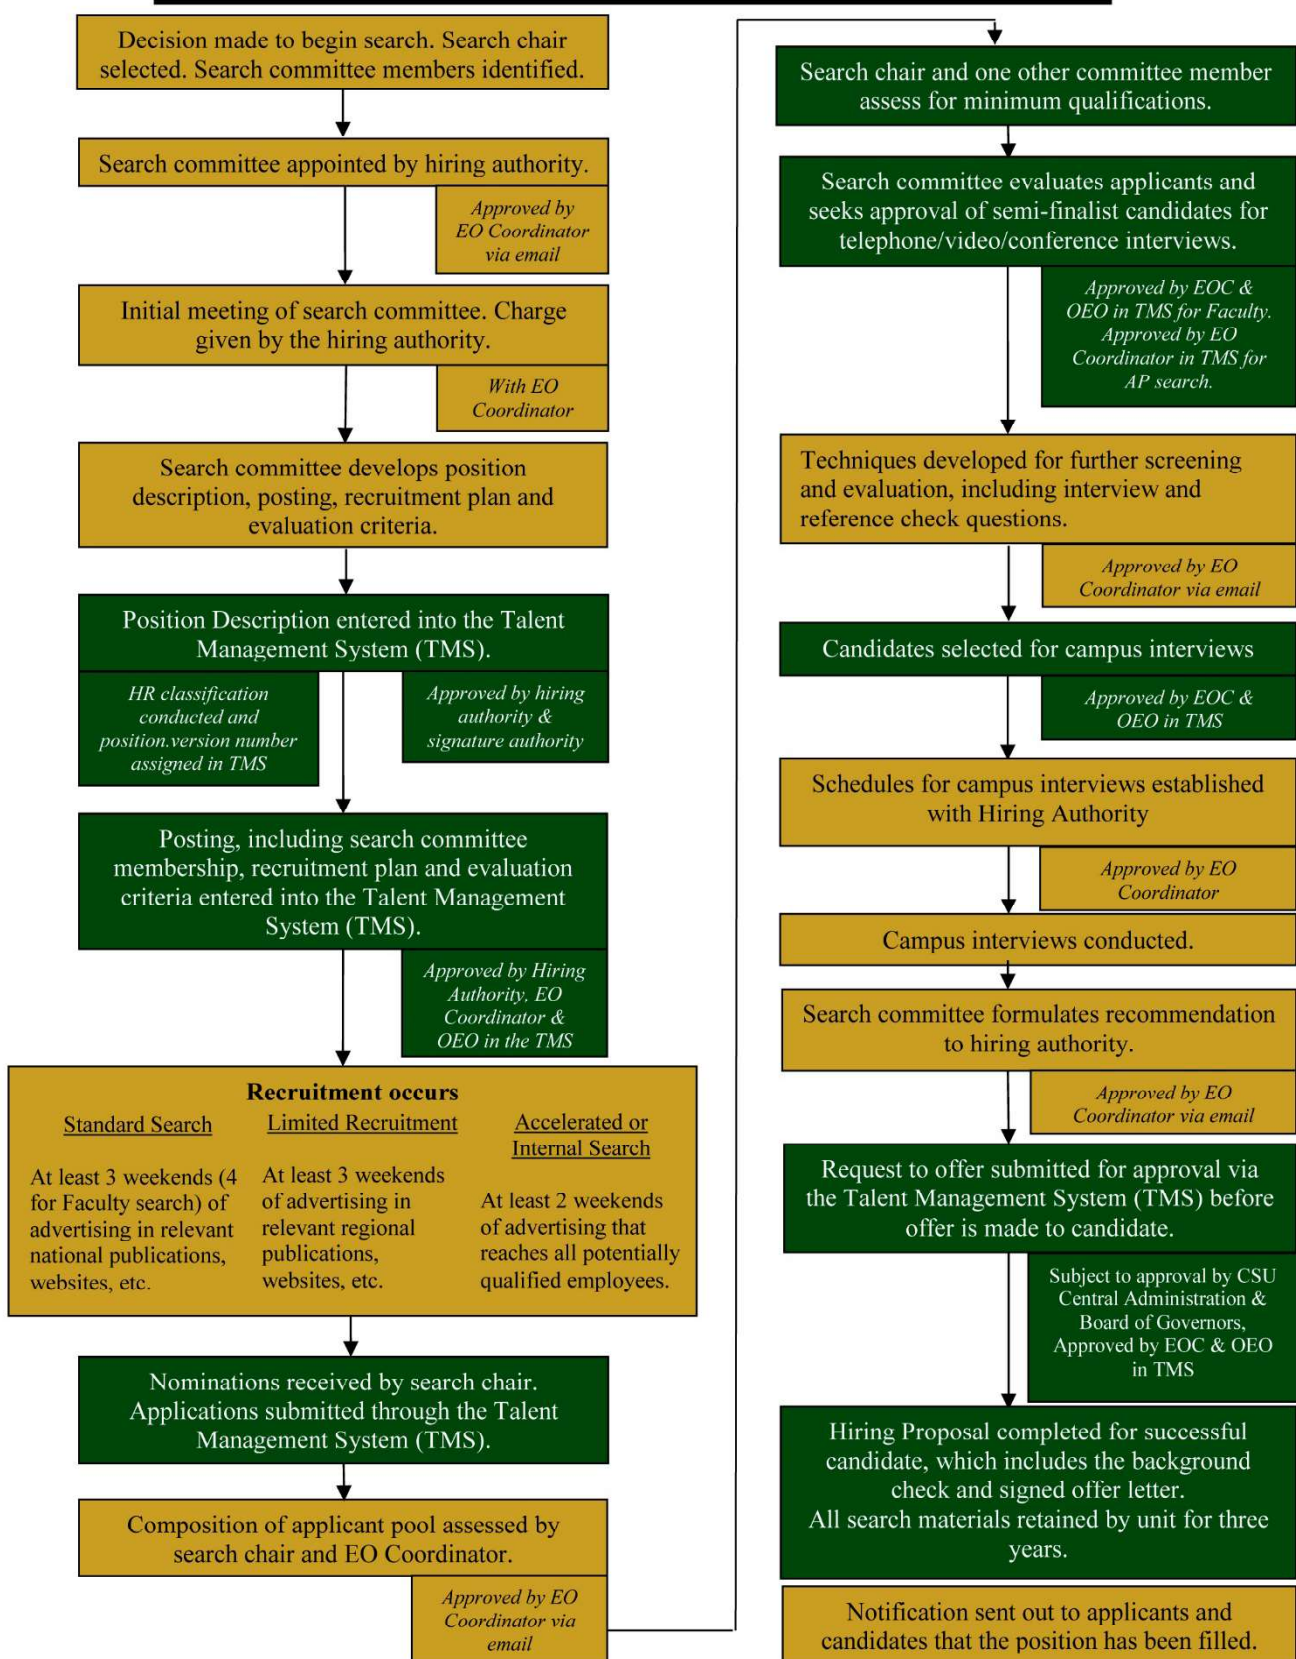 Decision made to begin search. Search chair
selected. Search committee members identified.
Search committee appointed by hiring authority.
Approved by
EO Coordinator
via email
Initial meeting of search committee. Charge
given by the hiring authority.
With EO
Coordinator
Search committee develops position
description, posting, recruitment plan and
evaluation criteria.
Position Description entered into the Talent
Management System (TMS).
HR classification
conducted and
position.version number
assigned in TMS
Approved by hiring
authority &
signature authority
Posting, including search committee
membership, recruitment plan and evaluation
criteria entered into the Talent Management
System (TMS).
Approved by Hiring
Authority, EO
Coordinator &
OEO in the TMS
Recruitment occurs
Standard Search
At least 3 weekends (4
for Faculty search) of
advertising in relevant
national publications,
websites, etc.
Limited Recruitment
At least 3 weekends
of advertising in
relevant regional
publications,
websites, etc.
Accelerated or
Internal Search
At least 2 weekends
of advertising that
reaches all potentially
qualified employees.
Nominations received by search chair.
Applications submitted through the Talent
Management System (TMS).
Composition of applicant pool assessed by
search chair and EO Coordinator.
Approved by EO
Coordinator via
email
Search chair and one other committee member
assess for minimum qualifications.
Search committee evaluates applicants and
seeks approval of semi-finalist candidates for
telephone/video/conference interviews.
Approved by EOC &
OEO in TMS for Faculty.
Approved by EO
Coordinator in TMS for
AP search.
Techniques developed for further screening
and evaluation, including interview and
reference check questions.
Approved by EO
Coordinator via email
Candidates selected for campus interviews
Approved by EOC &
OEO in TMS
Schedules for campus interviews established
with Hiring Authority
Approved by EO
Coordinator
Campus interviews conducted.
Search committee formulates recommendation
to hiring authority.
Approved by EO
Coordinator via email
Request to offer submitted for approval via
the Talent Management System (TMS) before
offer is made to candidate.
Subject to approval by CSU
Central Administration &
Board of Governors,
Approved by EOC & OEO
in TMS
Hiring Proposal completed for successful
candidate, which includes the background
check and signed offer letter.
All search materials retained by unit for three
years.
Notification sent out to applicants and
candidates that the position has been filled.